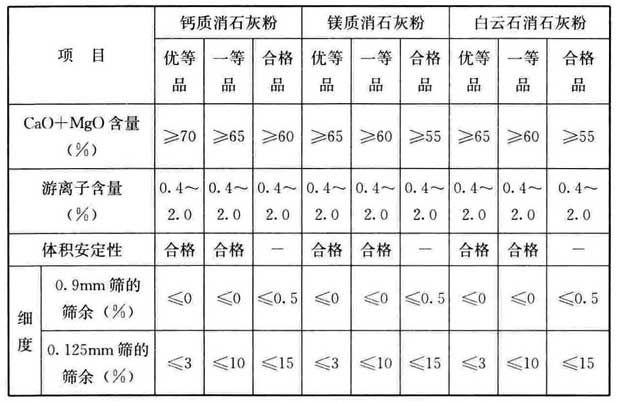 项 目 钙质消石灰粉 镁质消石灰粉 白云石消石灰粉
优等品 一等品 合格品 优等品 一等品 合格品 优等品 一等品 合格品
CaO+MgO 含量(%) ≥70 ≥65 ≥60 ≥65 ≥60 ≥55 ≥65 ≥60 ≥55
游离子含量(%) 0.4~2.0 0.4~2.0 0.4~2.0 0.4~2.0 0.4~2.0 0.4~2.0 0.4~2.0 0.4~2.0 0.4~2.0
体积安定性 合格 合格 — 合格 合格 — 合格 合格 —
细度 0.9mm 筛的筛余(%) ≤0 ≤0 ≤0.5 ≤0 ≤0 ≤0.5 ≤0 ≤0 ≤0.5
0.125mm 筛的筛余(%) ≤3 ≤10 ≤15 ≤3 ≤10 ≤15 ≤3 ≤10 ≤15